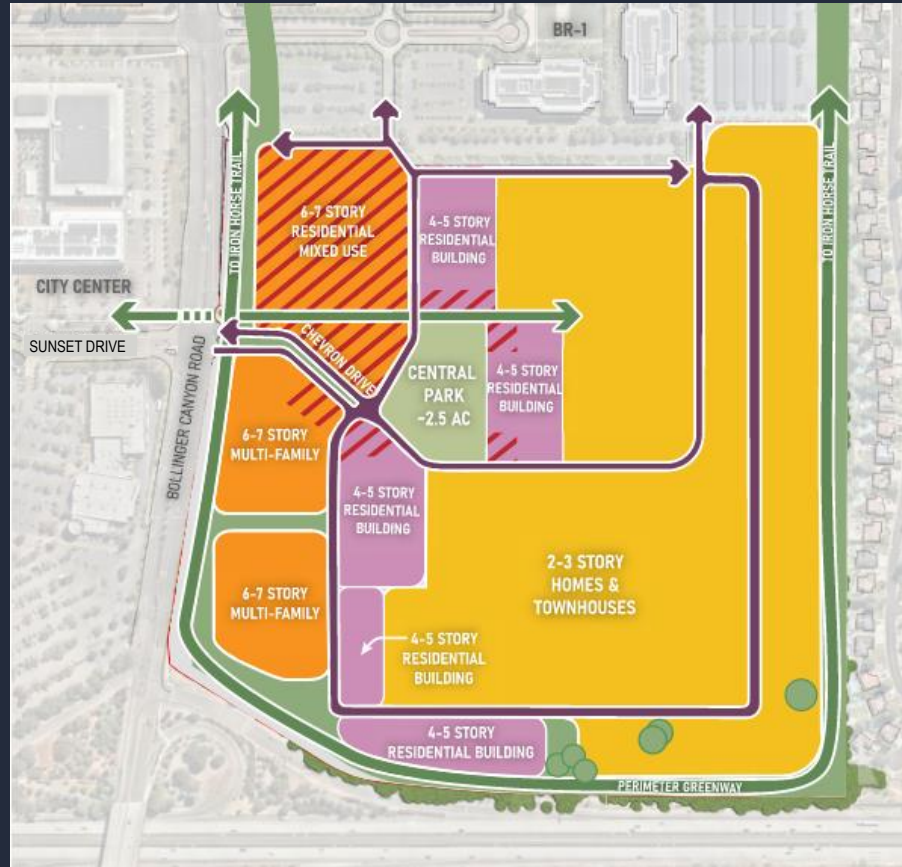 BR-1
TO IRON HORSE TRAIL
TO IRON HORSE TRAIL
6-7 STORY
RESIDENTIAL
MIXED USE
4-5 STORY
RESIDENTIAL
BUILDING
CITY CENTER
SUNSET DRIVE
BOLLINGER CANYON ROAD
CHEVRON DRIVE
CENTRAL
PARK
~2.5 AC
4-5 STORY
RESIDENTIAL
BUILDING
6-7 STORY
MULTI-FAMILY
4-5 STORY
RESIDENTIAL
BUILDING
2-3 STORY
HOMES &
TOWNHOUSES
6-7 STORY
MULTI-FAMILY
4-5 STORY
RESIDENTIAL
BUILDING
4-5 STORY
RESIDENTIAL BUILDING
PERIMETER GREENWAY